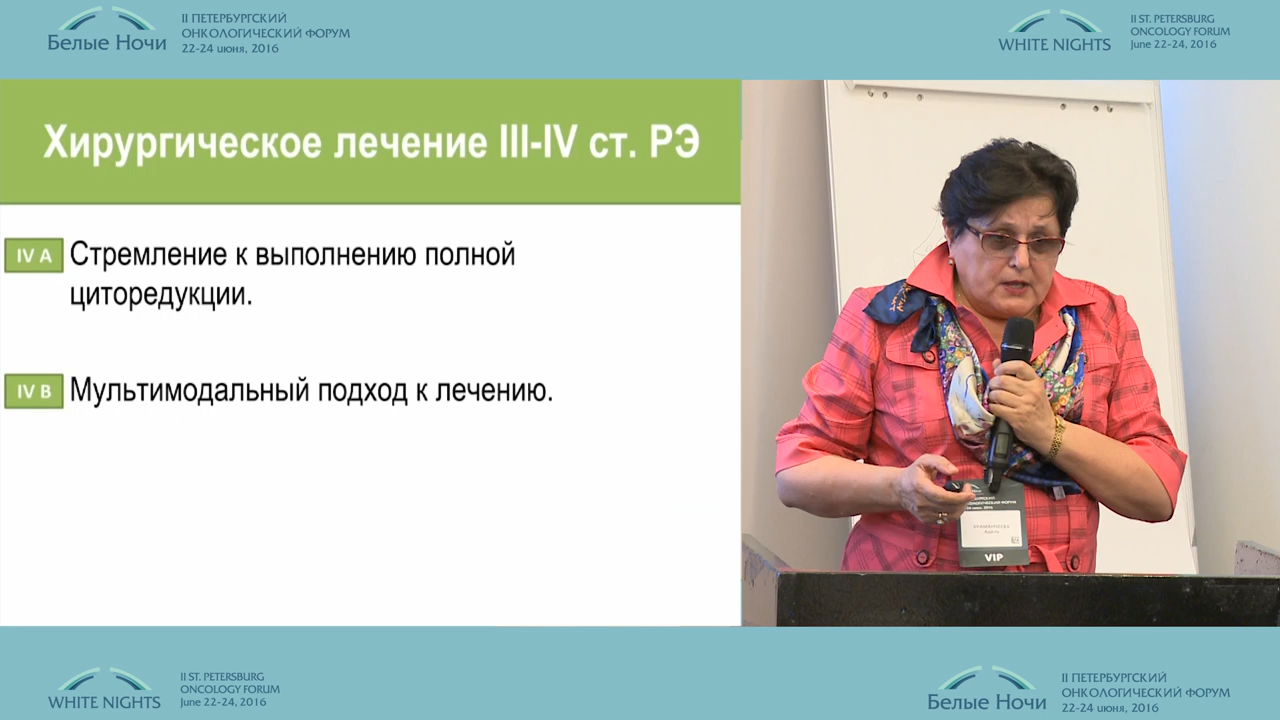 Белые Ночи
II ПЕТЕРБУРГСКИЙ
ОНКОЛОГИЧЕСКИЙ ФОРУМ
22-24 июня, 2016
WHITE NIGHTS
II ST. PETERSBURG
ONCOLOGY FORUM
June 22-24, 2016
Хирургическое лечение III-IV ст. РЭ
IV A
Стремление к выполнению полной
циторедукции.
IV B
Мультимодальный подход к лечению.
VIP
WHITE NIGHTS
II ST. PETERSBURG
ONCOLOGY FORUM
June 22-24, 2016
Белые Ночи
II ПЕТЕРБУРГСКИЙ
ОНКОЛОГИЧЕСКИЙ ФОРУМ
22-24 июня, 2016